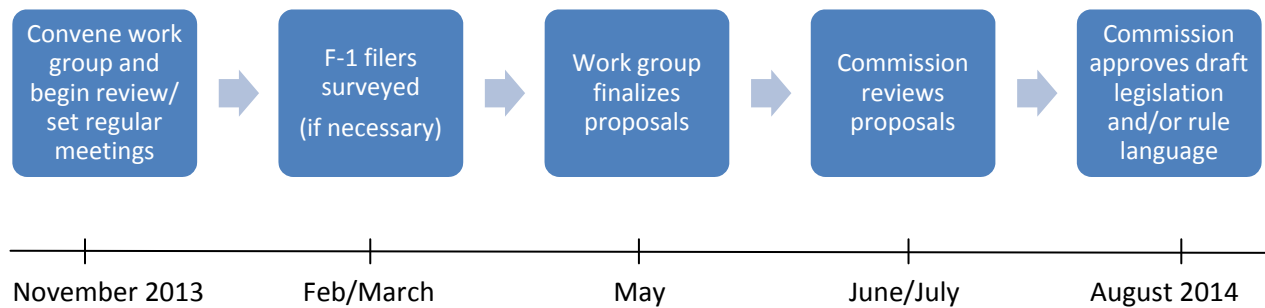 Convene work
group and
begin review/
set regular
meetings
F-1 filers
surveyed
(if necessary)
Work group
finalizes
proposals
Commission
reviews
proposals
Commission
approves draft
legislation
and/or rule
language
November 2013
Feb/March
May
June/July
August 2014